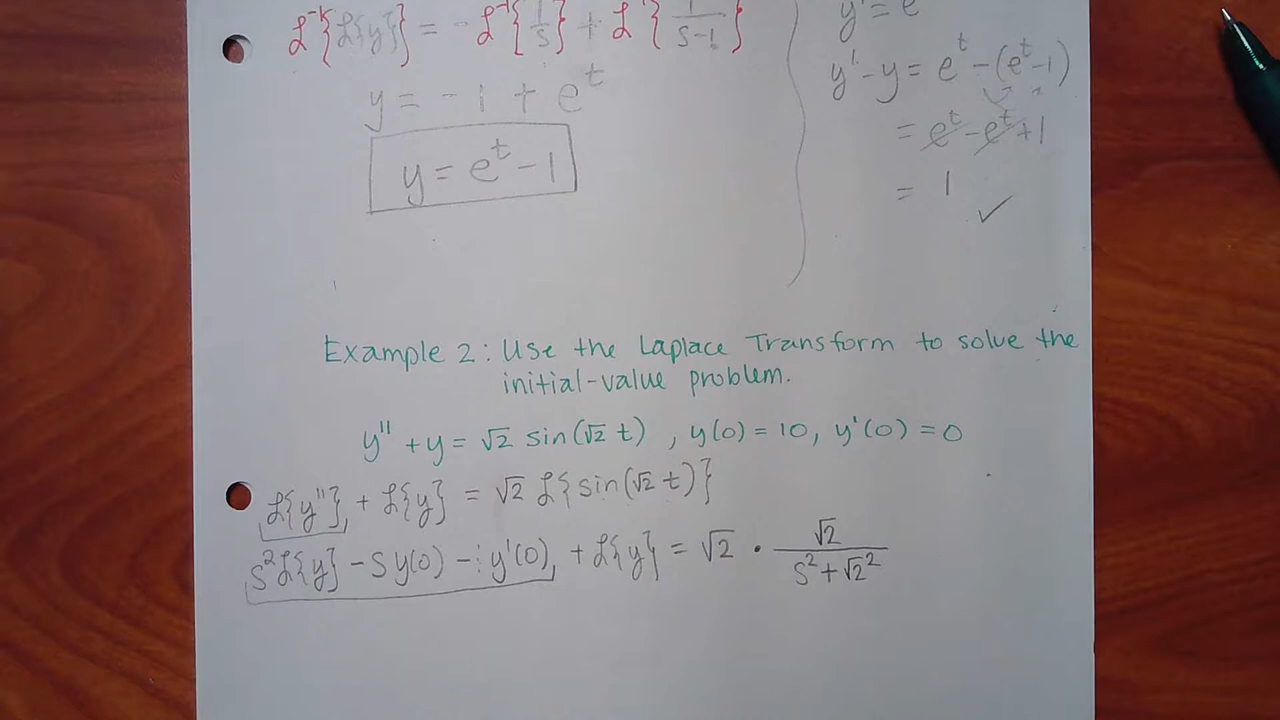 ℒ⁻¹{ℒ{y}} = -ℒ⁻¹{1/s} + ℒ⁻¹{1/(s-1)}
y = -1 + e^t
y = e^t - 1
y' = e
y' - y = e^t - (e^t - 1)
= e^t - e^t + 1
= 1 ✓
Example 2: Use the Laplace Transform to solve the
initial-value problem.
y'' + y = √2 sin(√2 t), y(0) = 10, y'(0) = 0
ℒ{y''} + ℒ{y} = √2 ℒ{sin(√2 t)}
s²ℒ{y} - sy(0) - y'(0) + ℒ{y} = √2 · √2/(s² + √2²)